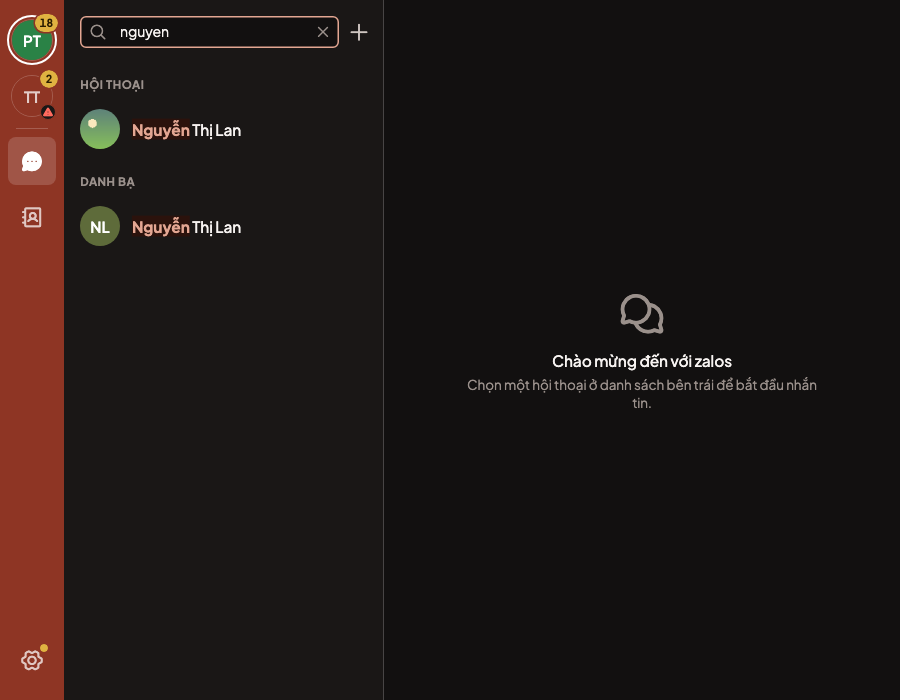 18
PT
2
TT
nguyen
HỘI THOẠI
Nguyễn Thị Lan
DANH BẠ
NL
Nguyễn Thị Lan
Chào mừng đến với zalos
Chọn một hội thoại ở danh sách bên trái để bắt đầu nhắn
tin.